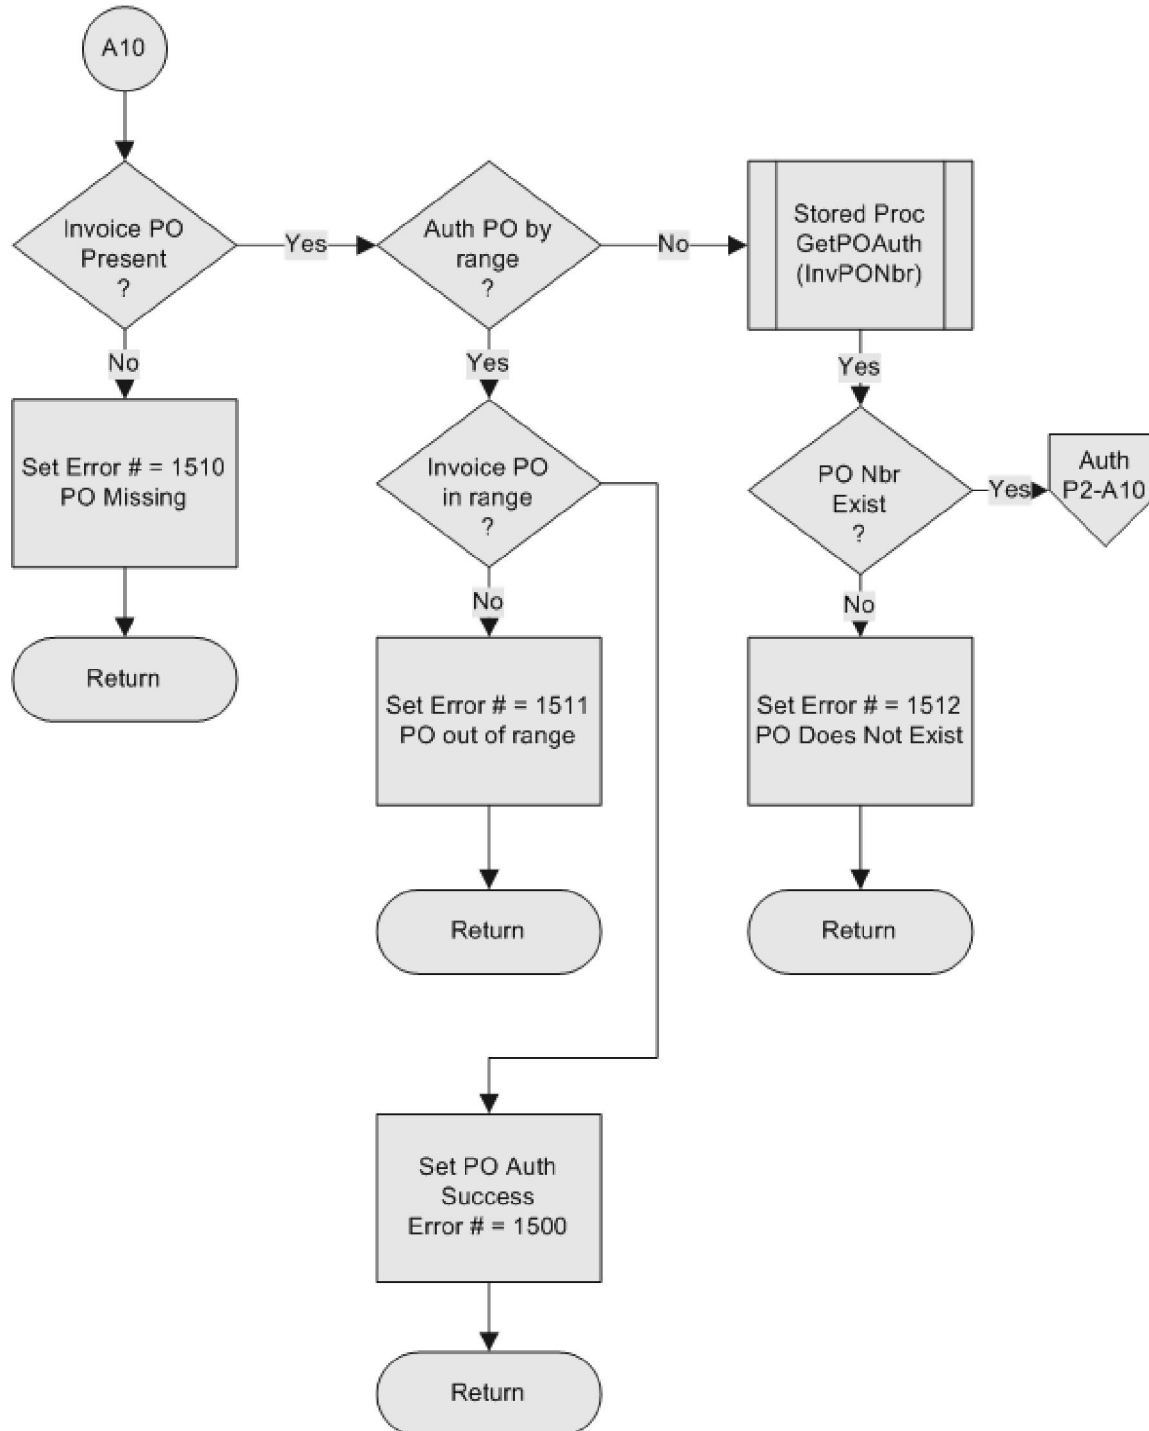 A10
Invoice PO
Present
?
Yes
Auth PO by
range
?
No
Stored Proc
GetPOAuth
(InvPONbr)
No
Yes
Yes
Set Error # = 1510
PO Missing
Invoice PO
in range
?
PO Nbr
Exist
?
Yes
Auth
P2-A10
No
No
Return
Set Error # = 1511
PO out of range
Set Error # = 1512
PO Does Not Exist
Return
Return
Set PO Auth
Success
Error # = 1500
Return